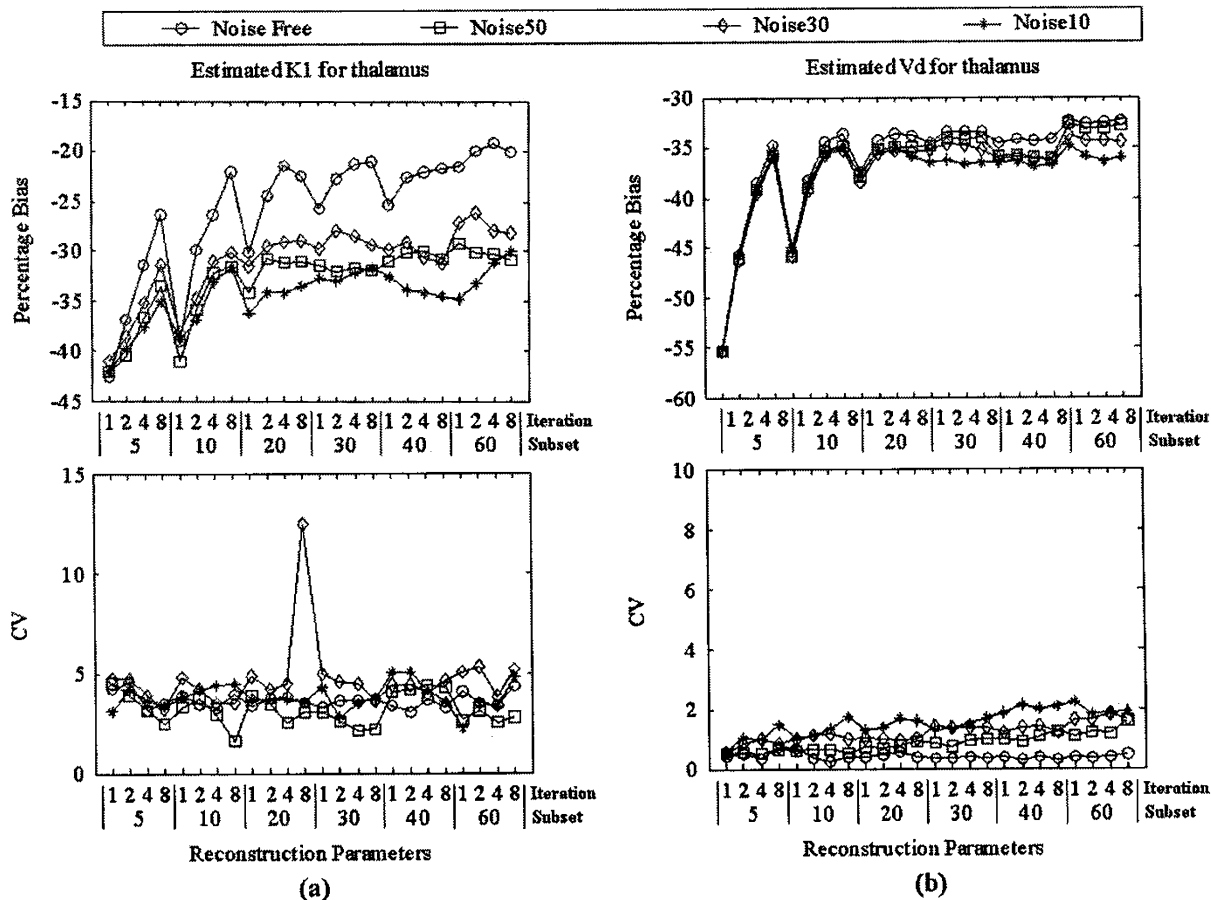 Noise Free Noise50 Noise30 Noise10
Estimated K1 for thalamus
-15
-20
-25
-30
-35
-40
-45
Percentage Bias
1 2 4 8 1 2 4 8 1 2 4 8 1 2 4 8 1 2 4 8 1 2 4 8 Iteration
5 10 20 30 40 60 Subset
15
10
5
0
CV
1 2 4 8 1 2 4 8 1 2 4 8 1 2 4 8 1 2 4 8 1 2 4 8 Iteration
5 10 20 30 40 60 Subset
Reconstruction Parameters
(a)
Estimated Vd for thalamus
-30
-35
-40
-45
-50
-55
-60
Percentage Bias
1 2 4 8 1 2 4 8 1 2 4 8 1 2 4 8 1 2 4 8 1 2 4 8 Iteration
5 10 20 30 40 60 Subset
10
8
6
4
2
0
CV
1 2 4 8 1 2 4 8 1 2 4 8 1 2 4 8 1 2 4 8 1 2 4 8 Iteration
5 10 20 30 40 60 Subset
Reconstruction Parameters
(b)